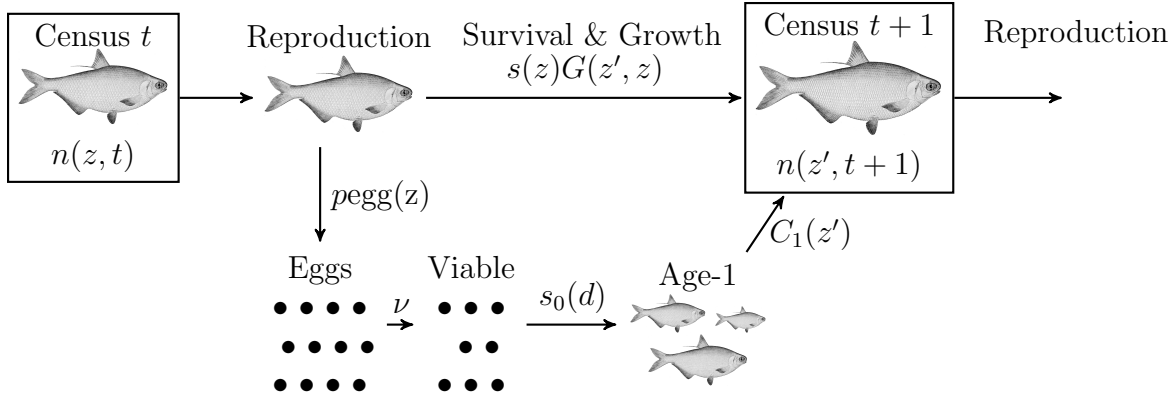 Census t
n(z, t)
Reproduction
Survival & Growth
s(z)G(z′, z)
Census t + 1
n(z′, t + 1)
Reproduction
pegg(z)
C₁(z′)
Eggs
ν
Viable
s₀(d)
Age-1